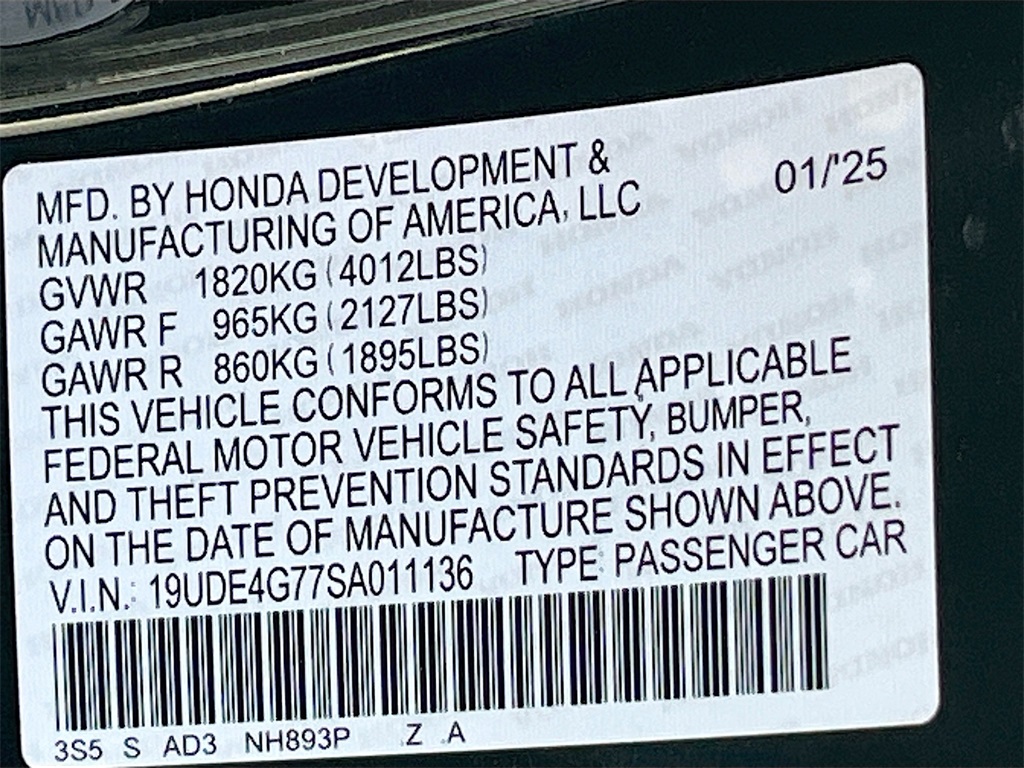 MFD. BY HONDA DEVELOPMENT &
MANUFACTURING OF AMERICA, LLC
01/'25
GVWR 1820KG (4012LBS)
GAWR F 965KG (2127LBS)
GAWR R 860KG (1895LBS)
THIS VEHICLE CONFORMS TO ALL APPLICABLE
FEDERAL MOTOR VEHICLE SAFETY, BUMPER,
AND THEFT PREVENTION STANDARDS IN EFFECT
ON THE DATE OF MANUFACTURE SHOWN ABOVE.
V.I.N.: 19UDE4G77SA011136 TYPE: PASSENGER CAR
3S5 S AD3 NH893P Z A